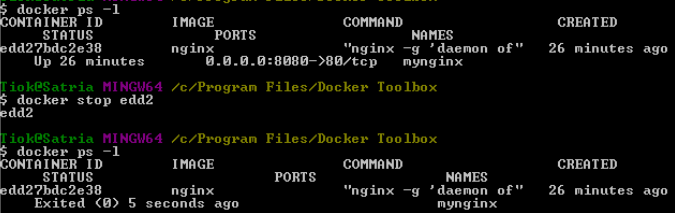 $ docker ps -l
CONTAINER ID IMAGE COMMAND CREATED
STATUS PORTS NAMES
edd27bdc2e38 nginx "nginx -g 'daemon of" 26 minutes ago
Up 26 minutes 0.0.0.0:8080->80/tcp mynginx
Tiok@Satria MINGW64 /c/Program Files/Docker Toolbox
$ docker stop edd2
edd2
Tiok@Satria MINGW64 /c/Program Files/Docker Toolbox
$ docker ps -l
CONTAINER ID IMAGE COMMAND CREATED
STATUS PORTS NAMES
edd27bdc2e38 nginx "nginx -g 'daemon of" 26 minutes ago
Exited (0) 5 seconds ago mynginx